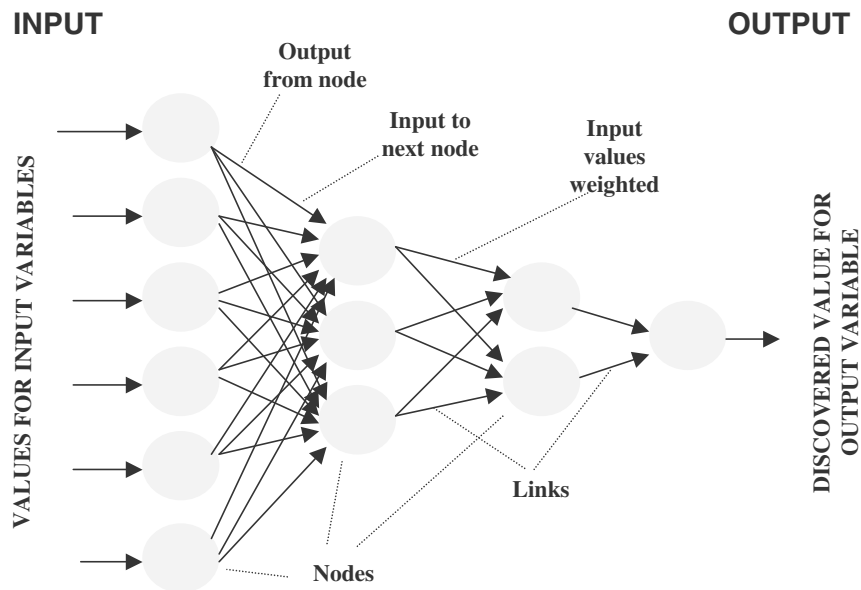 INPUT
OUTPUT
Output
from node
Input to
next node
Input
values
weighted
VALUES FOR INPUT VARIABLES
DISCOVERED VALUE FOR
OUTPUT VARIABLE
Links
Nodes